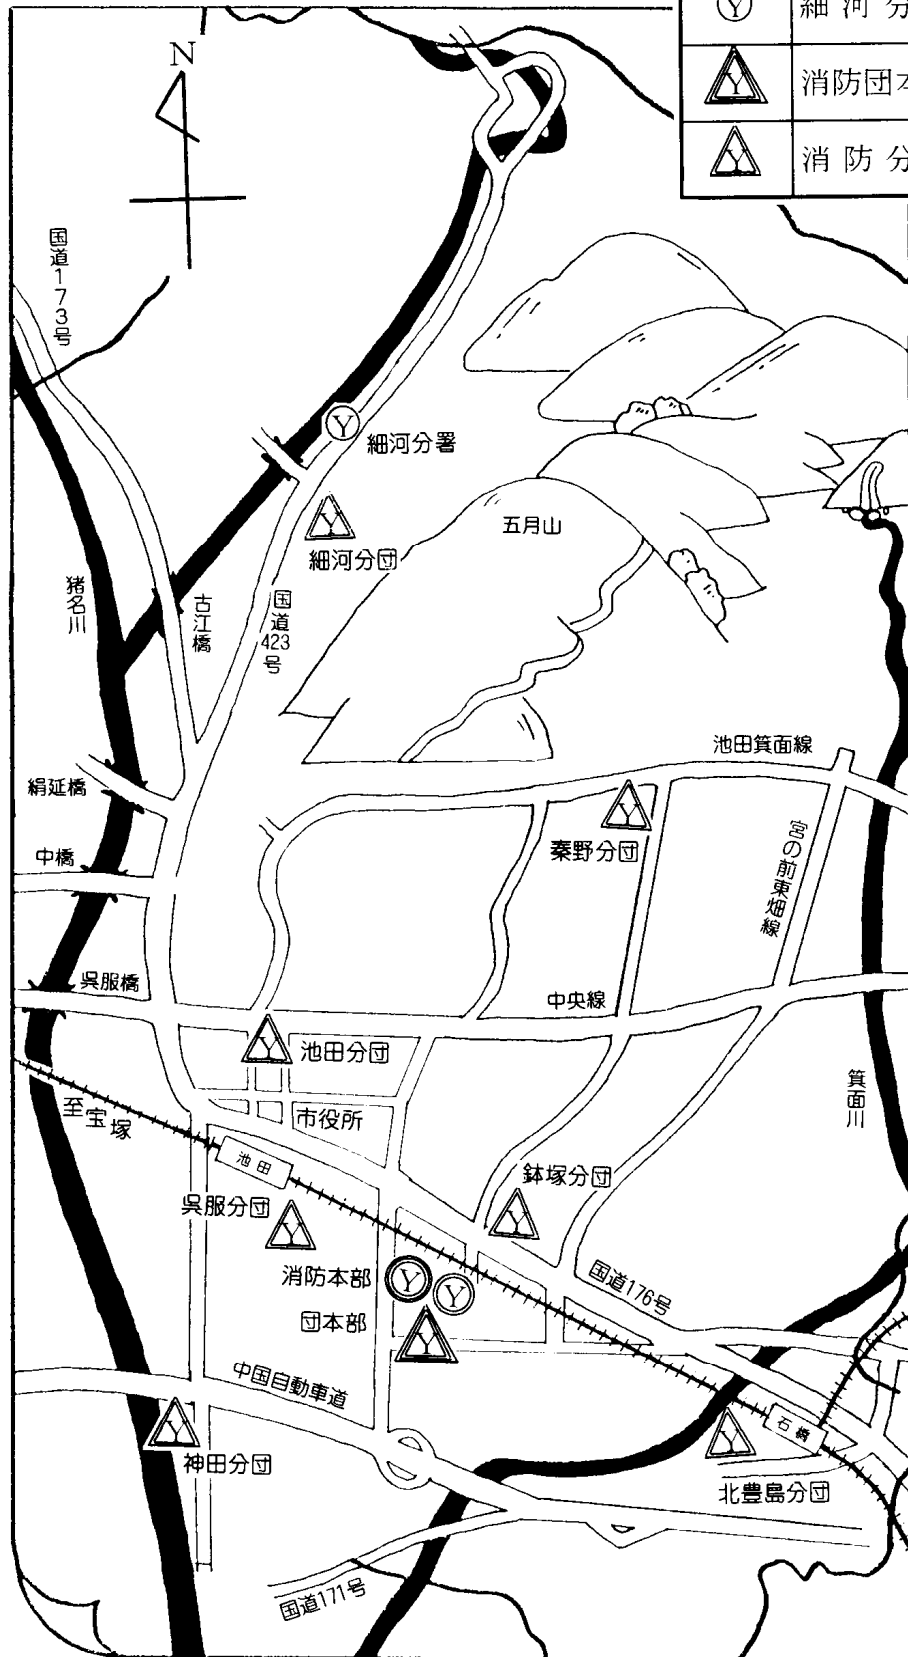 細河分
消防団本
消防分
N
国道173号
細河分署
細河分団
五月山
猪名川
古江橋
国道423号
池田箕面線
絹延橋
秦野分団
中橋
宮の前東畑線
呉服橋
中央線
池田分団
箕面川
至宝塚
市役所
池田
鉢塚分団
呉服分団
消防本部
国道176号
団本部
中国自動車道
石橋
神田分団
北豊島分団
国道171号
Y
Y
Y
Y
Y
Y
Y
Y
Y
Y
Y
Y
Y
Y